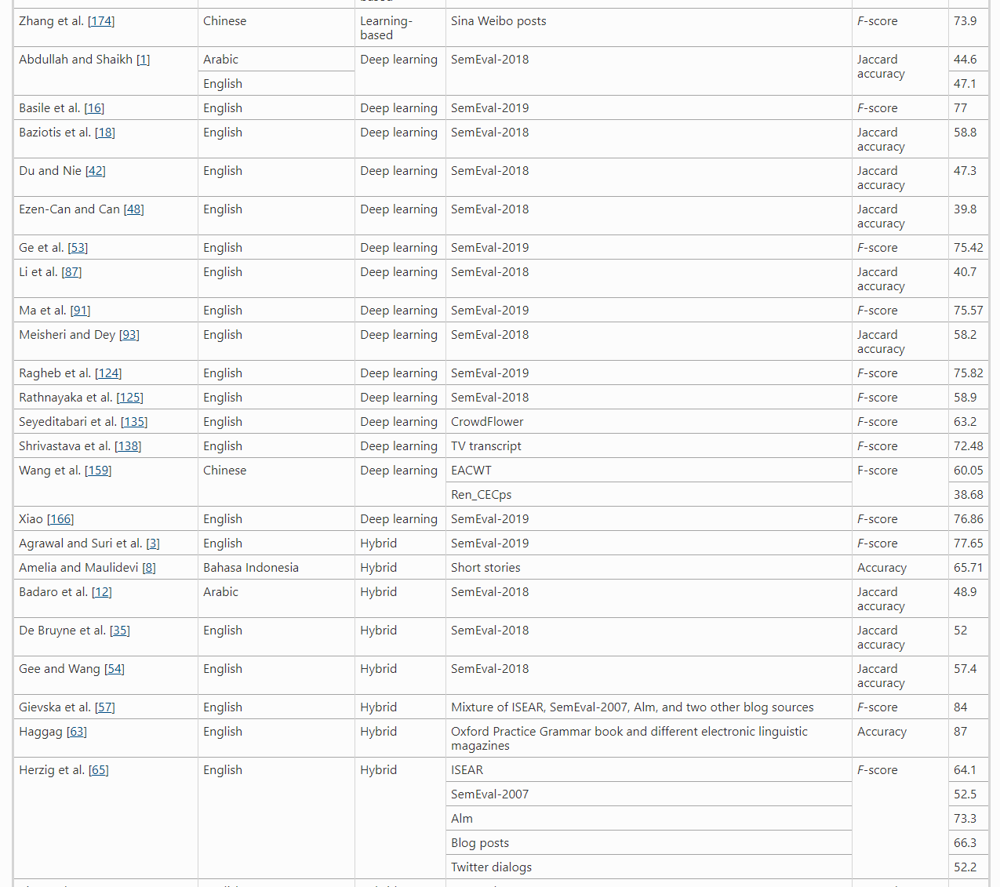 based
Zhang et al. [174] Chinese Learning- Sina Weibo posts F-score 73.9
based
Abdullah and Shaikh [1] Arabic Deep learning SemEval-2018 Jaccard 44.6
accuracy
English 47.1
Basile et al. [16] English Deep learning SemEval-2019 F-score 77
Baziotis et al. [18] English Deep learning SemEval-2018 Jaccard 58.8
accuracy
Du and Nie [42] English Deep learning SemEval-2018 Jaccard 47.3
accuracy
Ezen-Can and Can [48] English Deep learning SemEval-2018 Jaccard 39.8
accuracy
Ge et al. [53] English Deep learning SemEval-2019 F-score 75.42
Li et al. [87] English Deep learning SemEval-2018 Jaccard 40.7
accuracy
Ma et al. [91] English Deep learning SemEval-2019 F-score 75.57
Meisheri and Dey [93] English Deep learning SemEval-2018 Jaccard 58.2
accuracy
Ragheb et al. [124] English Deep learning SemEval-2019 F-score 75.82
Rathnayaka et al. [125] English Deep learning SemEval-2018 F-score 58.9
Seyeditabari et al. [135] English Deep learning CrowdFlower F-score 63.2
Shrivastava et al. [138] English Deep learning TV transcript F-score 72.48
Wang et al. [159] Chinese Deep learning EACWT F-score 60.05
Ren_CECps 38.68
Xiao [166] English Deep learning SemEval-2019 F-score 76.86
Agrawal and Suri et al. [3] English Hybrid SemEval-2019 F-score 77.65
Amelia and Maulidevi [8] Bahasa Indonesia Hybrid Short stories Accuracy 65.71
Badaro et al. [12] Arabic Hybrid SemEval-2018 Jaccard 48.9
accuracy
De Bruyne et al. [35] English Hybrid SemEval-2018 Jaccard 52
accuracy
Gee and Wang [54] English Hybrid SemEval-2018 Jaccard 57.4
accuracy
Gievska et al. [57] English Hybrid Mixture of ISEAR, SemEval-2007, Alm, and two other blog sources F-score 84
Haggag [63] English Hybrid Oxford Practice Grammar book and different electronic linguistic Accuracy 87
magazines
Herzig et al. [65] English Hybrid ISEAR F-score 64.1
SemEval-2007 52.5
Alm 73.3
Blog posts 66.3
Twitter dialogs 52.2